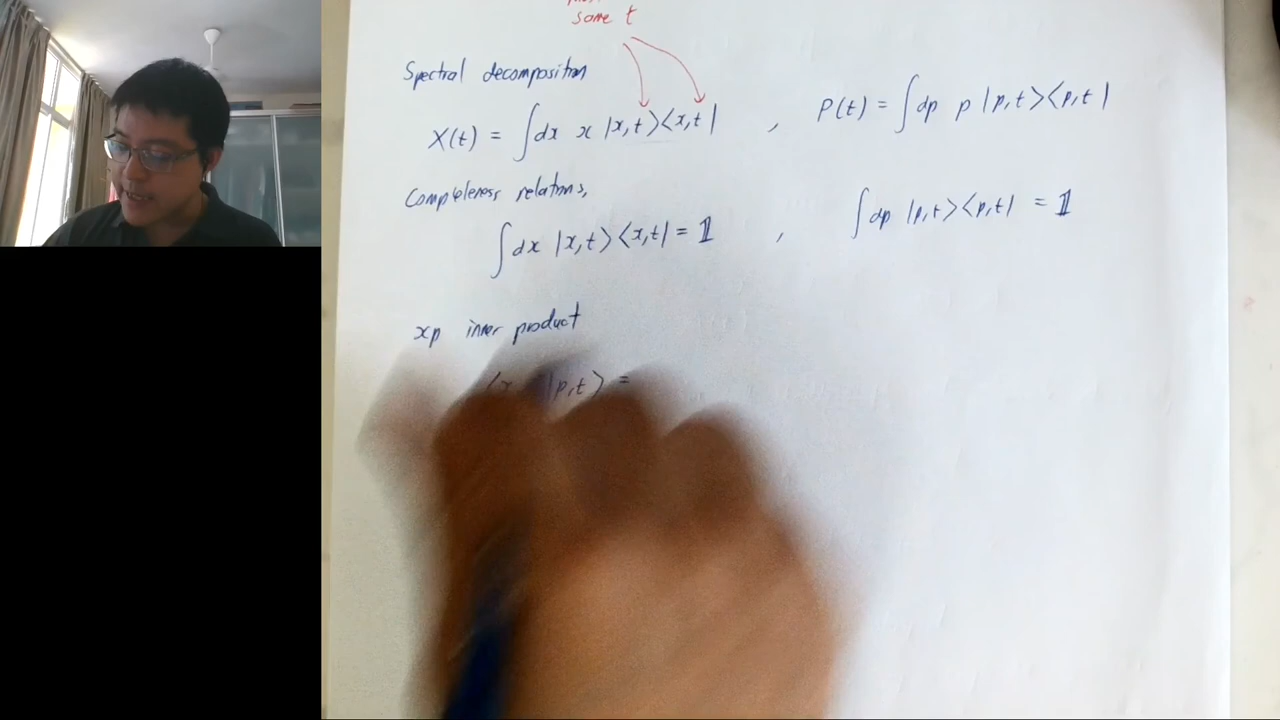 same t
Spectral decomposition
X(t) = ∫dx x |x,t><x,t| , P(t) = ∫dp p |p,t><p,t|
Completeness relations,
∫dx |x,t><x,t| = 𝟙 , ∫dp |p,t><p,t| = 𝟙
xp inner product
<x |p,t> =